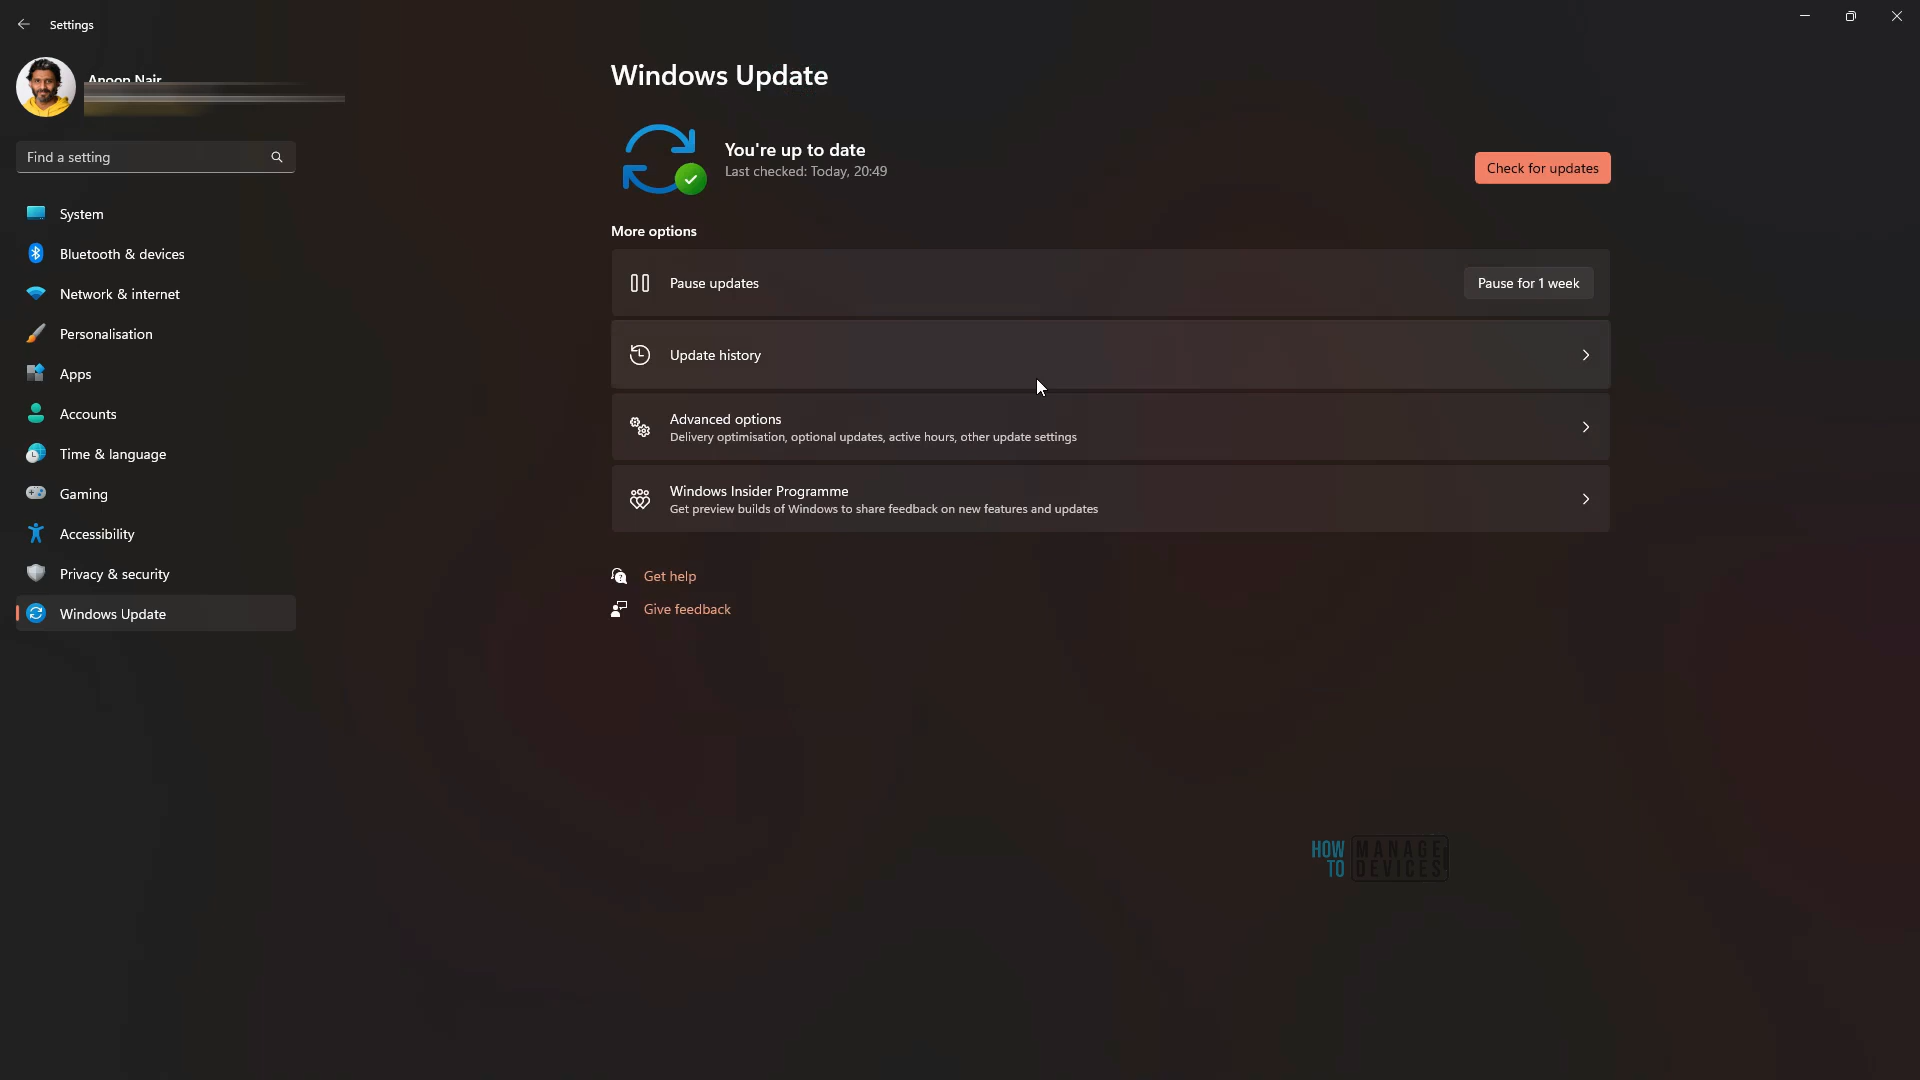 Settings
Anoop Nair
Find a setting
System
Bluetooth & devices
Network & internet
Personalisation
Apps
Accounts
Time & language
Gaming
Accessibility
Privacy & security
Windows Update
Windows Update
You're up to date
Last checked: Today, 20:49
Check for updates
More options
Pause updates
Pause for 1 week
Update history
Advanced options
Delivery optimisation, optional updates, active hours, other update settings
Windows Insider Programme
Get preview builds of Windows to share feedback on new features and updates
Get help
Give feedback
HOW MANAGE
TO DEVICES